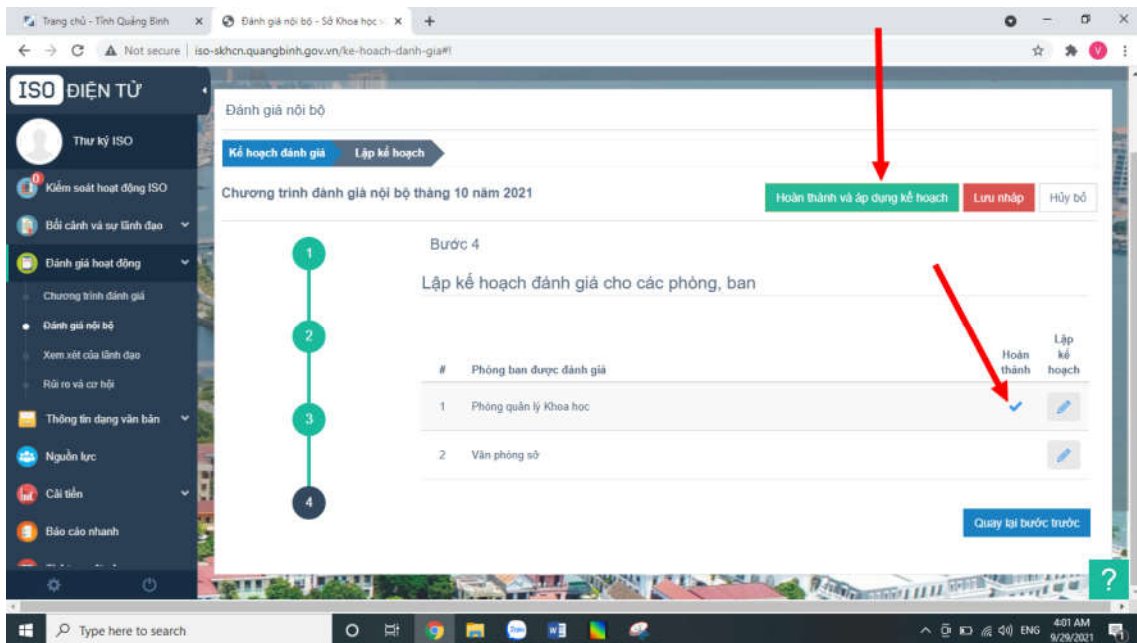 Trang chủ - Tỉnh Quảng Bình
Đánh giá nội bộ - Sở Khoa học
Not secure
iso-skhcn.quangbinh.gov.vn/ke-hoach-danh-gia#!
V
ISO ĐIỆN TỬ
Thư ký ISO
0
Kiểm soát hoạt động ISO
Bối cảnh và sự lãnh đạo
Đánh giá hoạt động
Chương trình đánh giá
Đánh giá nội bộ
Xem xét của lãnh đạo
Rủi ro và cơ hội
Thông tin dạng văn bản
Nguồn lực
Cải tiến
Báo cáo nhanh
Đánh giá nội bộ
Kế hoạch đánh giá Lập kế hoạch
Chương trình đánh giá nội bộ tháng 10 năm 2021
Hoàn thành và áp dụng kế hoạch Lưu nháp Hủy bỏ
1
2
3
4
Bước 4
Lập kế hoạch đánh giá cho các phòng, ban
# Phòng ban được đánh giá Hoàn thành Lập kế hoạch
1 Phòng quản lý Khoa học
2 Văn phòng sở
Quay lại bước trước
?
Type here to search
ENG
4:01 AM
9/29/2021